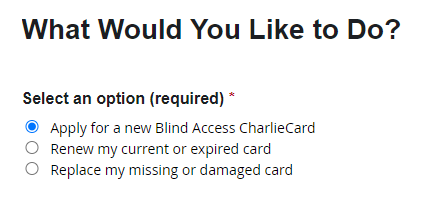 What Would You Like to Do?
Select an option (required) *
Apply for a new Blind Access CharlieCard
Renew my current or expired card
Replace my missing or damaged card